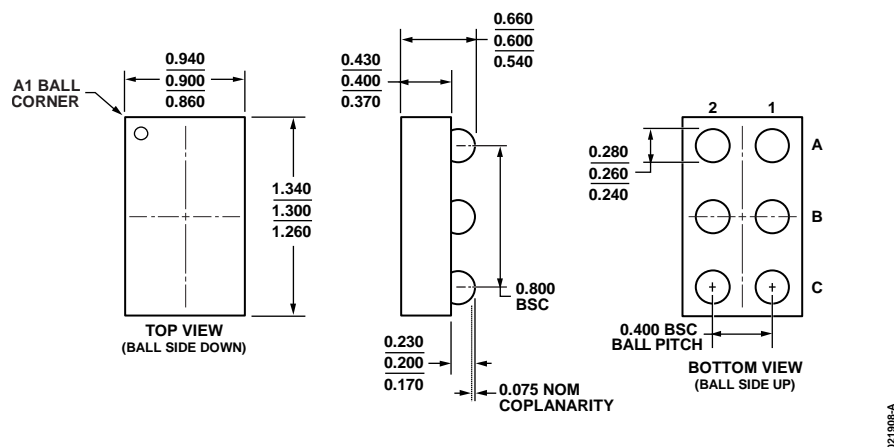 0.940
0.900
0.860
A1 BALL
CORNER
1.340
1.300
1.260
TOP VIEW
(BALL SIDE DOWN)
0.660
0.600
0.540
0.430
0.400
0.370
0.800
BSC
0.230
0.200
0.170
0.075 NOM
COPLANARITY
2 1
A
B
C
0.280
0.260
0.240
0.400 BSC
BALL PITCH
BOTTOM VIEW
(BALL SIDE UP)